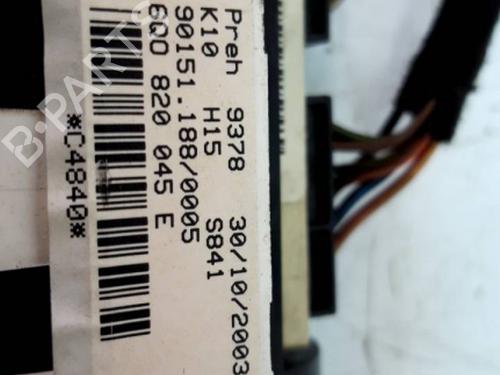 Preh 9378 30/10/2003
K10 H15 S841
90151.188/0005
6Q0 820 045 E
*C4840*
B-PARTS